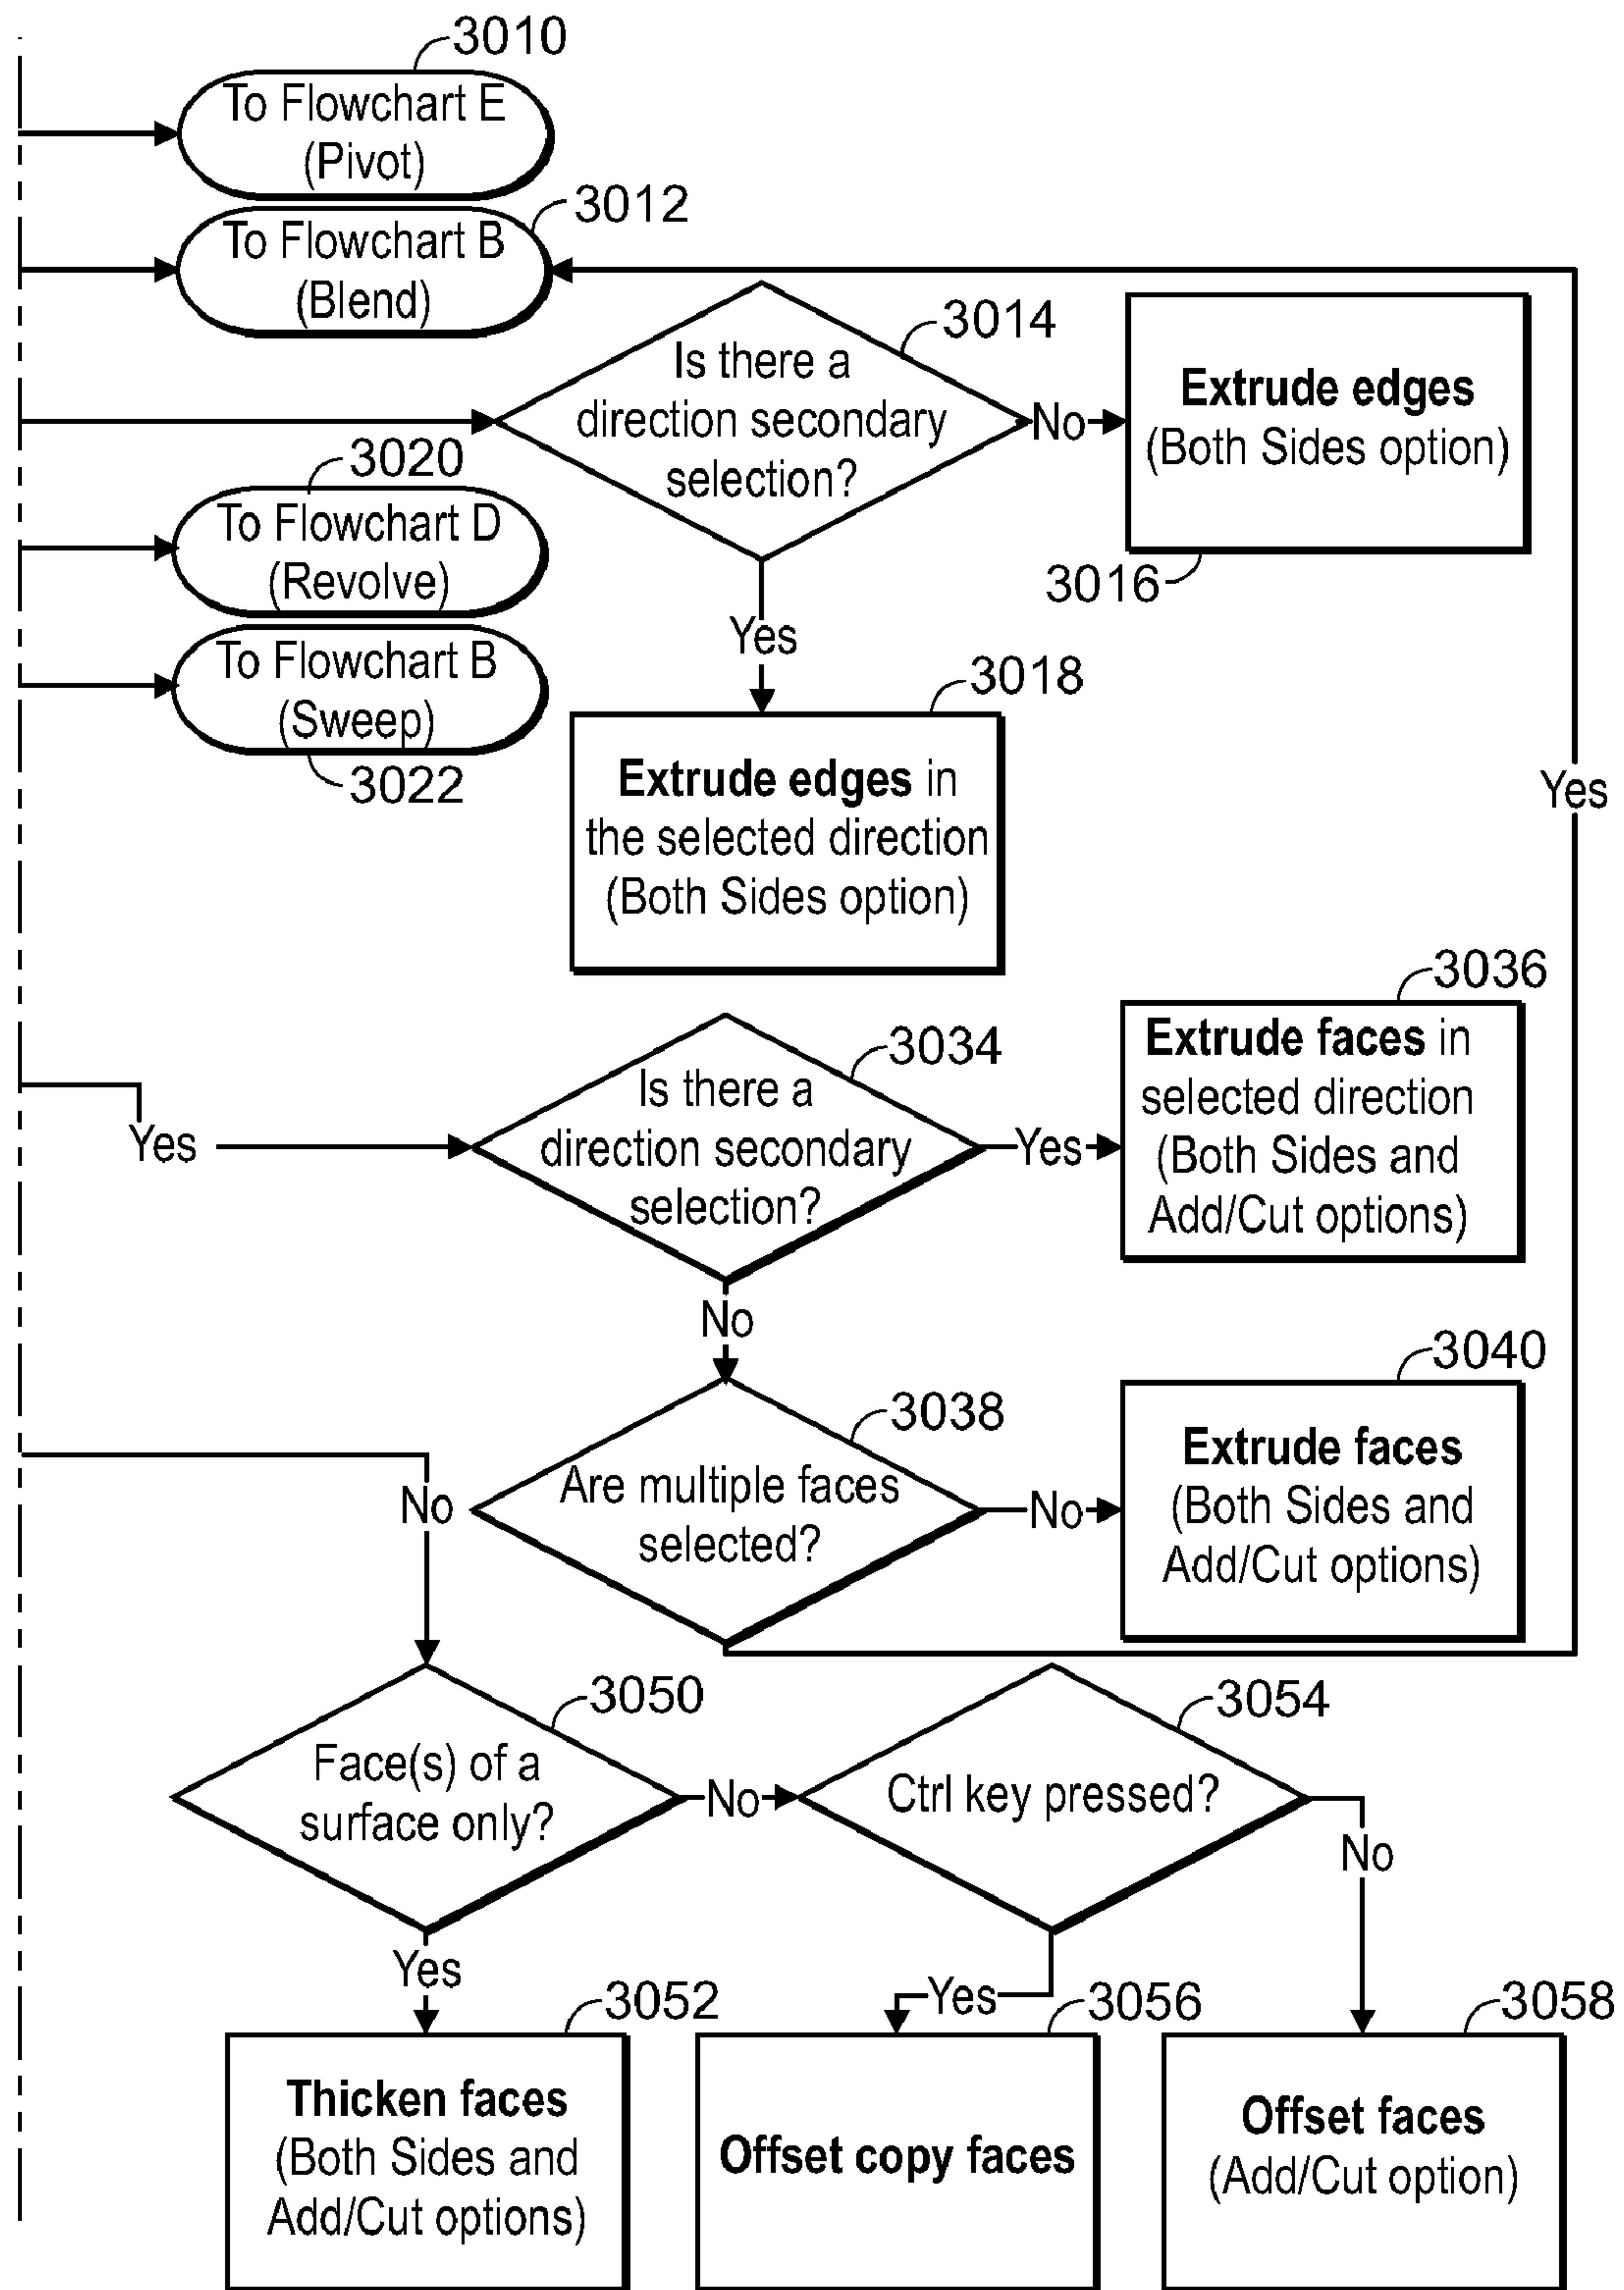 3010
To Flowchart E
(Pivot)
3012
To Flowchart B
(Blend)
3014
Is there a
direction secondary
selection?
No
Extrude edges
(Both Sides option)
3016
3020
To Flowchart D
(Revolve)
Yes
To Flowchart B
(Sweep)
3022
3018
Extrude edges in
the selected direction
(Both Sides option)
Yes
3036
Extrude faces in
selected direction
(Both Sides and
Add/Cut options)
3034
Is there a
direction secondary
selection?
Yes
Yes
No
3040
Extrude faces
(Both Sides and
Add/Cut options)
3038
Are multiple faces
selected?
No
No
3050
Face(s) of a
surface only?
No
3054
Ctrl key pressed?
No
Yes
Yes
3052
Thicken faces
(Both Sides and
Add/Cut options)
3056
Offset copy faces
3058
Offset faces
(Add/Cut option)